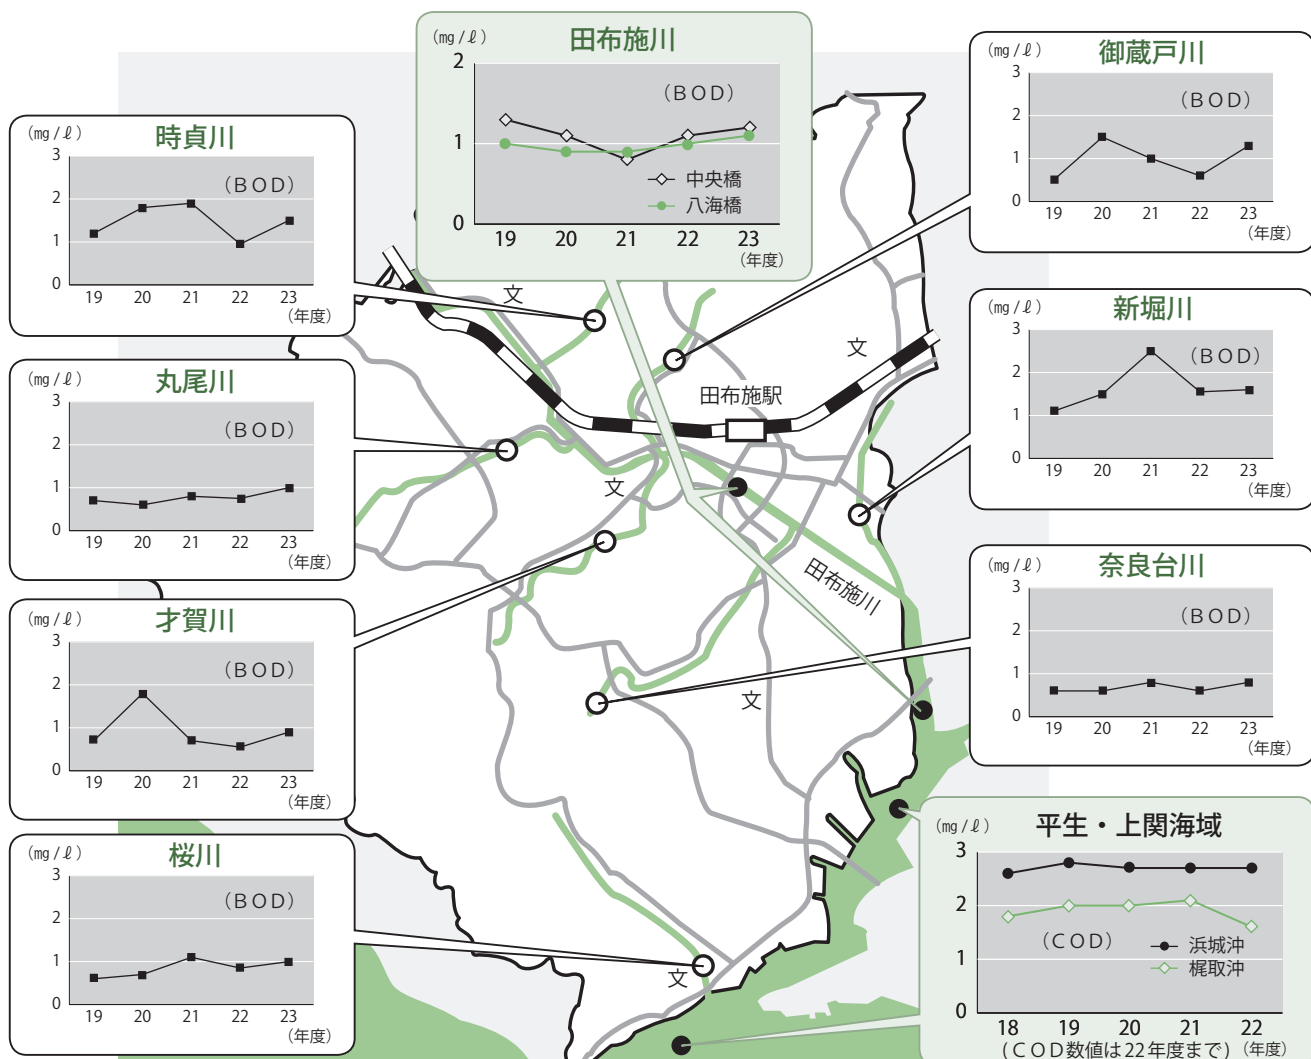 田布施川
(㎎/ℓ)
2
(BOD)
1
中央橋
八海橋
0
19 20 21 22 23
(年度)
時貞川
(㎎/ℓ)
3
(BOD)
2
1
0
19 20 21 22 23
(年度)
丸尾川
(㎎/ℓ)
3
(BOD)
2
1
0
19 20 21 22 23
(年度)
才賀川
(㎎/ℓ)
3
(BOD)
2
1
0
19 20 21 22 23
(年度)
桜川
(㎎/ℓ)
3
(BOD)
2
1
0
19 20 21 22 23
(年度)
御蔵戸川
(㎎/ℓ)
3
(BOD)
2
1
0
19 20 21 22 23
(年度)
新堀川
(㎎/ℓ)
3
(BOD)
2
1
0
19 20 21 22 23
(年度)
奈良台川
(㎎/ℓ)
3
(BOD)
2
1
0
19 20 21 22 23
(年度)
平生・上関海域
(㎎/ℓ)
3
2
(COD)
浜城沖
梶取沖
1
0
18 19 20 21 22
(COD数値は22年度まで) (年度)
文
文
田布施駅
文
田布施川
文
文